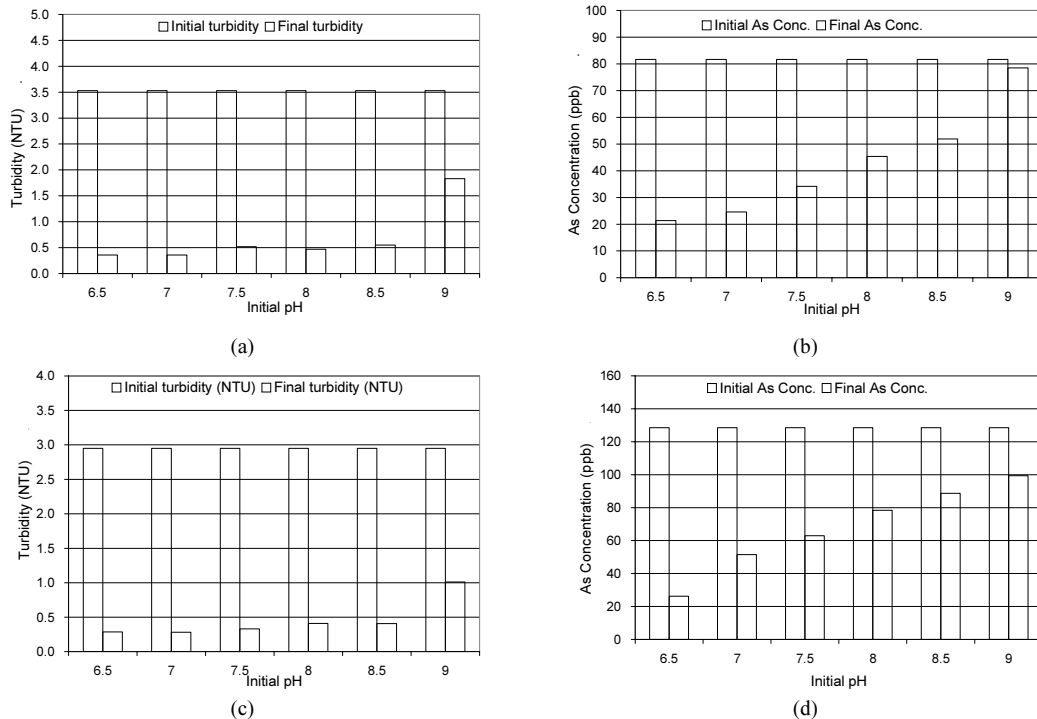 Initial turbidity Final turbidity
Turbidity (NTU)
5.0
4.5
4.0
3.5
3.0
2.5
2.0
1.5
1.0
0.5
0.0
6.5 7 7.5 8 8.5 9
Initial pH
(a)
Initial As Conc. Final As Conc.
As Concentration (ppb)
100
90
80
70
60
50
40
30
20
10
0
6.5 7 7.5 8 8.5 9
Initial pH
(b)
Initial turbidity (NTU) Final turbidity (NTU)
Turbidity (NTU)
4.0
3.5
3.0
2.5
2.0
1.5
1.0
0.5
0.0
6.5 7 7.5 8 8.5 9
Initial pH
(c)
Initial As Conc. Final As Conc.
As Concentration (ppb)
160
140
120
100
80
60
40
20
0
6.5 7 7.5 8 8.5 9
Initial pH
(d)